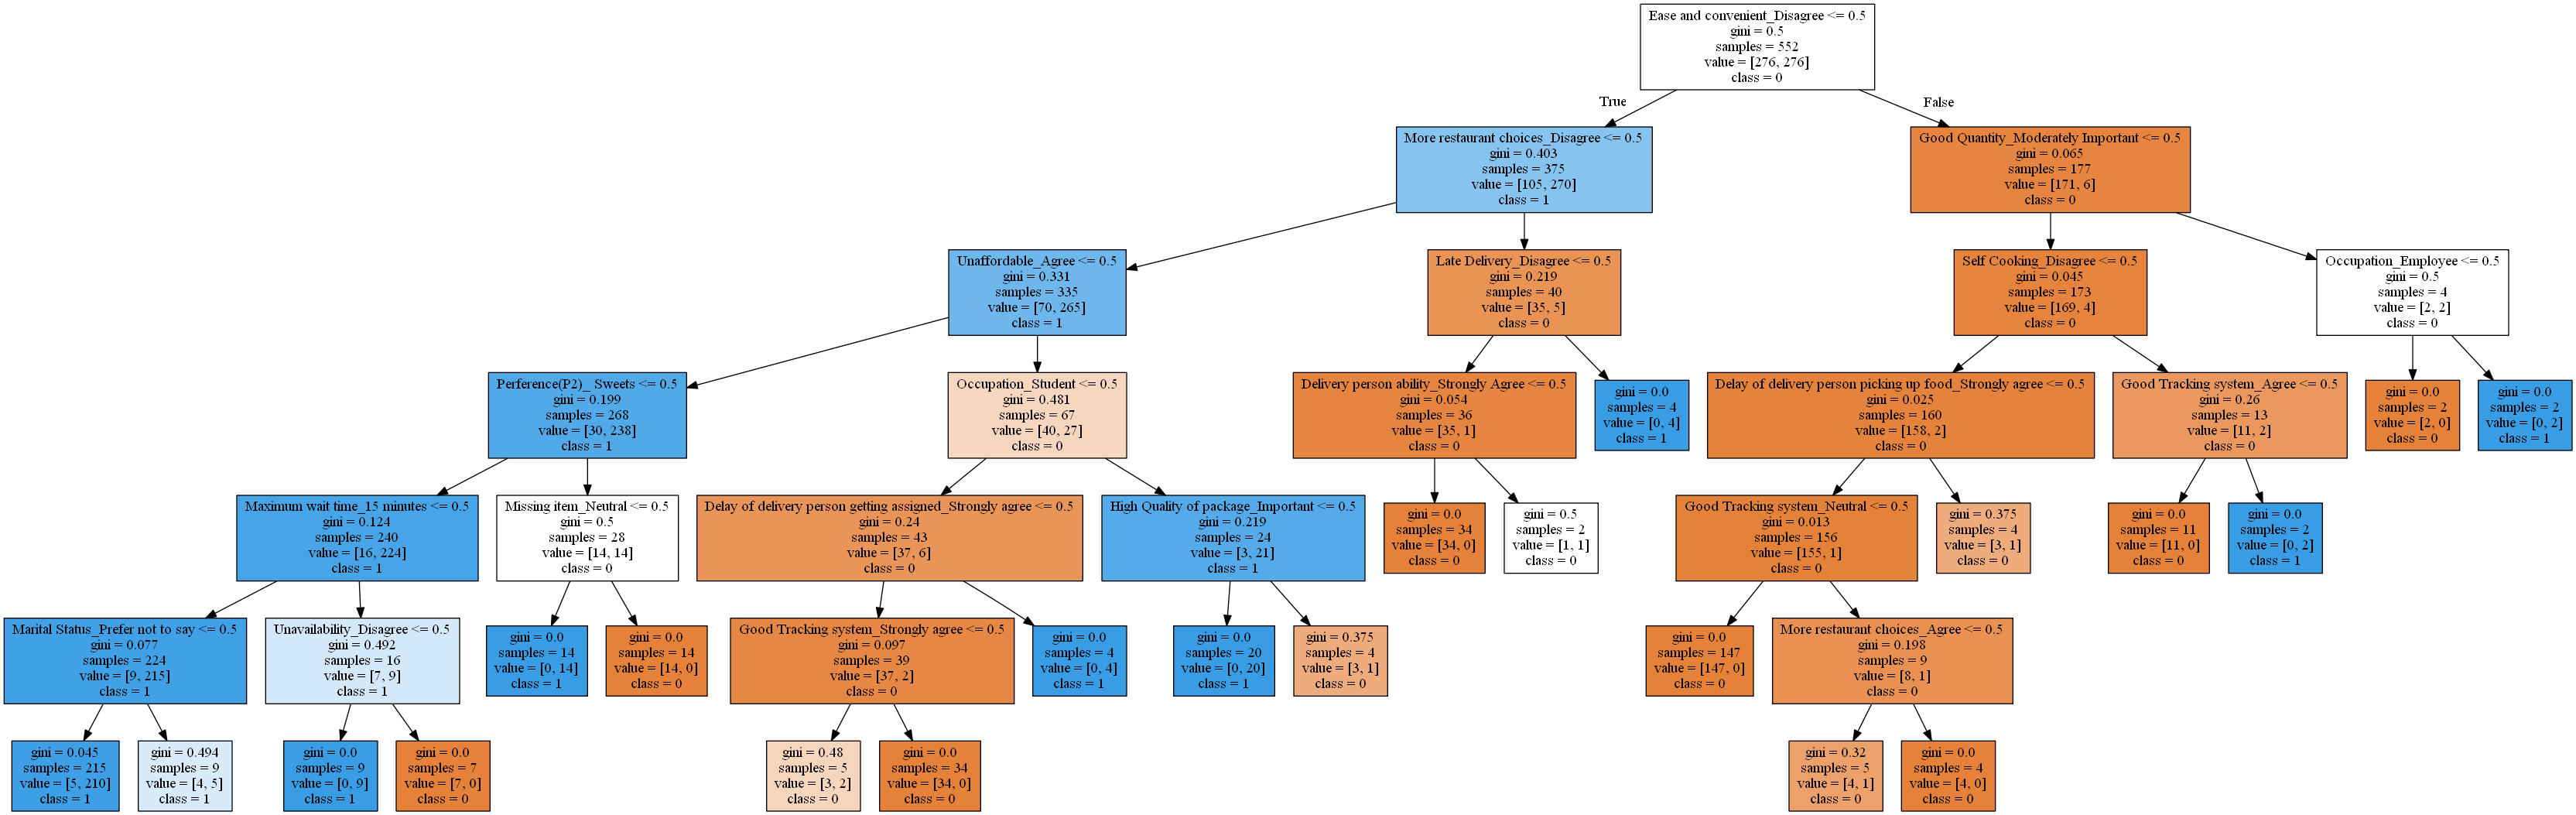 Ease and convenient_Disagree <= 0.5
gini = 0.5
samples = 552
value = [276, 276]
class = 0
True
False
More restaurant choices_Disagree <= 0.5
gini = 0.403
samples = 375
value = [105, 270]
class = 1
Good Quantity_Moderately Important <= 0.5
gini = 0.065
samples = 177
value = [171, 6]
class = 0
Unaffordable_Agree <= 0.5
gini = 0.331
samples = 335
value = [70, 265]
class = 1
Late Delivery_Disagree <= 0.5
gini = 0.219
samples = 40
value = [35, 5]
class = 0
Self Cooking_Disagree <= 0.5
gini = 0.045
samples = 173
value = [169, 4]
class = 0
Occupation_Employee <= 0.5
gini = 0.5
samples = 4
value = [2, 2]
class = 0
Perference(P2)_ Sweets <= 0.5
gini = 0.199
samples = 268
value = [30, 238]
class = 1
Occupation_Student <= 0.5
gini = 0.481
samples = 67
value = [40, 27]
class = 0
Delivery person ability_Strongly Agree <= 0.5
gini = 0.054
samples = 36
value = [35, 1]
class = 0
gini = 0.0
samples = 4
value = [0, 4]
class = 1
Delay of delivery person picking up food_Strongly agree <= 0.5
gini = 0.025
samples = 160
value = [158, 2]
class = 0
Good Tracking system_Agree <= 0.5
gini = 0.26
samples = 13
value = [11, 2]
class = 0
gini = 0.0
samples = 2
value = [2, 0]
class = 0
gini = 0.0
samples = 2
value = [0, 2]
class = 1
Maximum wait time_15 minutes <= 0.5
gini = 0.124
samples = 240
value = [16, 224]
class = 1
Missing item_Neutral <= 0.5
gini = 0.5
samples = 28
value = [14, 14]
class = 0
Delay of delivery person getting assigned_Strongly agree <= 0.5
gini = 0.24
samples = 43
value = [37, 6]
class = 0
High Quality of package_Important <= 0.5
gini = 0.219
samples = 24
value = [3, 21]
class = 1
gini = 0.0
samples = 34
value = [34, 0]
class = 0
gini = 0.5
samples = 2
value = [1, 1]
class = 0
Good Tracking system_Neutral <= 0.5
gini = 0.013
samples = 156
value = [155, 1]
class = 0
gini = 0.375
samples = 4
value = [3, 1]
class = 0
gini = 0.0
samples = 11
value = [11, 0]
class = 0
gini = 0.0
samples = 2
value = [0, 2]
class = 1
Marital Status_Prefer not to say <= 0.5
gini = 0.077
samples = 224
value = [9, 215]
class = 1
Unavailability_Disagree <= 0.5
gini = 0.492
samples = 16
value = [7, 9]
class = 1
gini = 0.0
samples = 14
value = [0, 14]
class = 1
gini = 0.0
samples = 14
value = [14, 0]
class = 0
Good Tracking system_Strongly agree <= 0.5
gini = 0.097
samples = 39
value = [37, 2]
class = 0
gini = 0.0
samples = 4
value = [0, 4]
class = 1
gini = 0.0
samples = 20
value = [0, 20]
class = 1
gini = 0.375
samples = 4
value = [3, 1]
class = 0
gini = 0.0
samples = 147
value = [147, 0]
class = 0
More restaurant choices_Agree <= 0.5
gini = 0.198
samples = 9
value = [8, 1]
class = 0
gini = 0.045
samples = 215
value = [5, 210]
class = 1
gini = 0.494
samples = 9
value = [4, 5]
class = 1
gini = 0.0
samples = 9
value = [0, 9]
class = 1
gini = 0.0
samples = 7
value = [7, 0]
class = 0
gini = 0.48
samples = 5
value = [3, 2]
class = 0
gini = 0.0
samples = 34
value = [34, 0]
class = 0
gini = 0.32
samples = 5
value = [4, 1]
class = 0
gini = 0.0
samples = 4
value = [4, 0]
class = 0